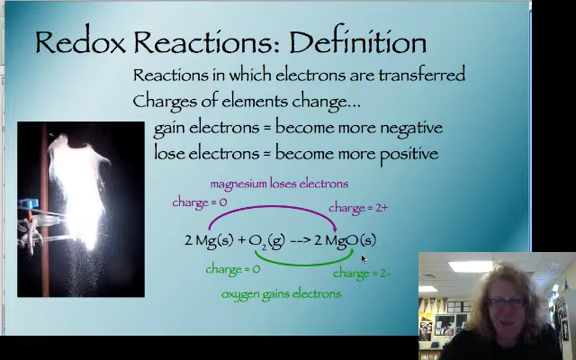 Redox Reactions: Definition
Reactions in which electrons are transferred
Charges of elements change...
gain electrons = become more negative
lose electrons = become more positive
magnesium loses electrons
charge = 0
charge = 2+
2 Mg(s) + O₂(g) --> 2 MgO(s)
charge = 0
charge = 2-
oxygen gains electrons